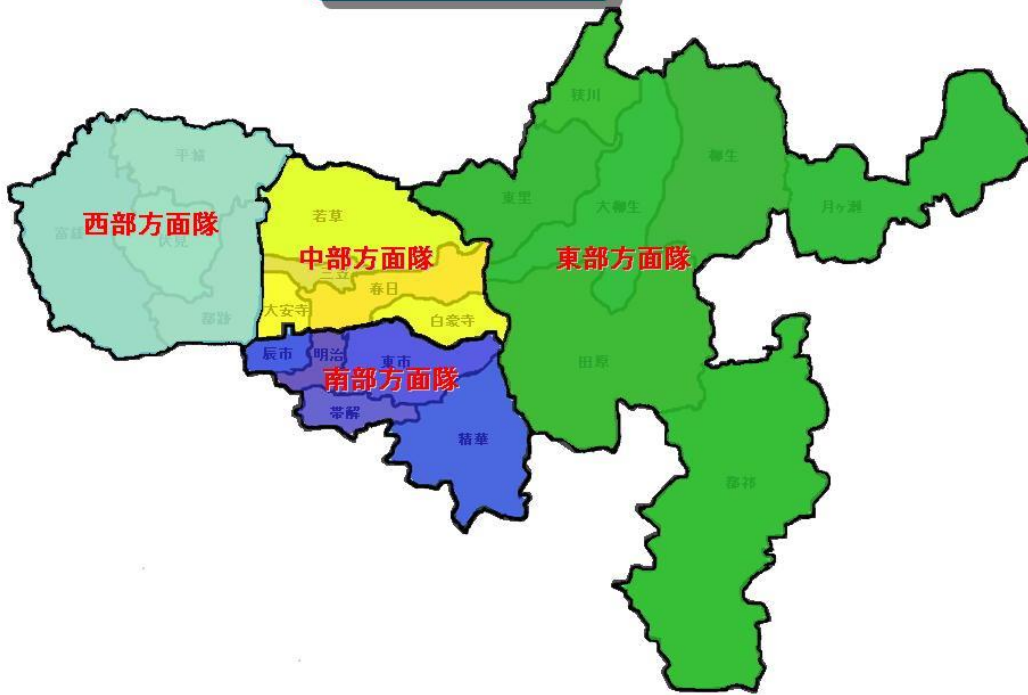 狭川
平城
柳生
東里
大柳生
月ヶ瀬
若草
西部方面隊
富雄
伏見
中部方面隊
東部方面隊
三立
春日
大安寺
白毫寺
辰市
明治
東市
田原
南部方面隊
帯解
精華
都祁